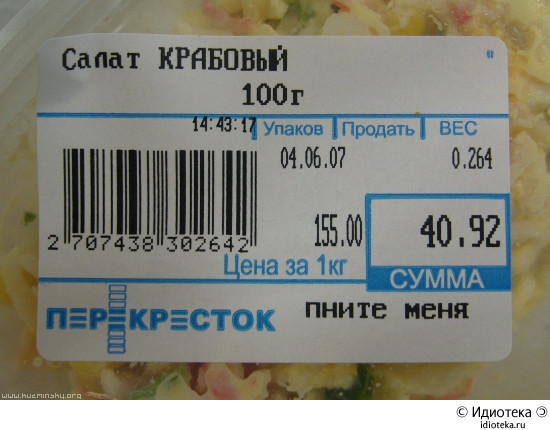 Салат КРАБОВЫЙ
100г
14:43:17 Упаков Продать ВЕС
04.06.07 0.264
155.00 40.92
2 707438 302642
Цена за 1кг СУММА
ПЕРЕКРЕСТОК пните меня
www.kuzminsky.org
© Идиотека
idioteka.ru